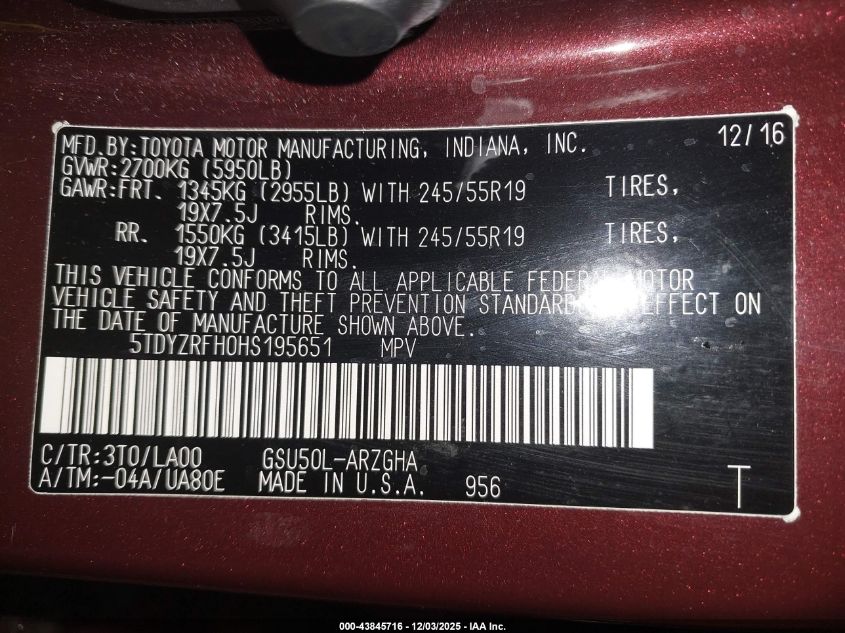 MFD. BY:TOYOTA MOTOR MANUFACTURING, INDIANA, INC. 12/16
GVWR:2700KG (5950LB)
GAWR:FRT. 1345KG (2955LB) WITH 245/55R19 TIRES,
19X7.5J RIMS.
RR. 1550KG (3415LB) WITH 245/55R19 TIRES,
19X7.5J RIMS.
THIS VEHICLE CONFORMS TO ALL APPLICABLE FEDERAL MOTOR
VEHICLE SAFETY AND THEFT PREVENTION STANDARDS IN EFFECT ON
THE DATE OF MANUFACTURE SHOWN ABOVE.
5TDYZRFH0HS195651 MPV
C/TR:3T0/LA00 GSU50L-ARZGHA
A/TM:-04A/UA80E MADE IN U.S.A. 956 T
000-43845716 - 12/03/2025 - IAA Inc.